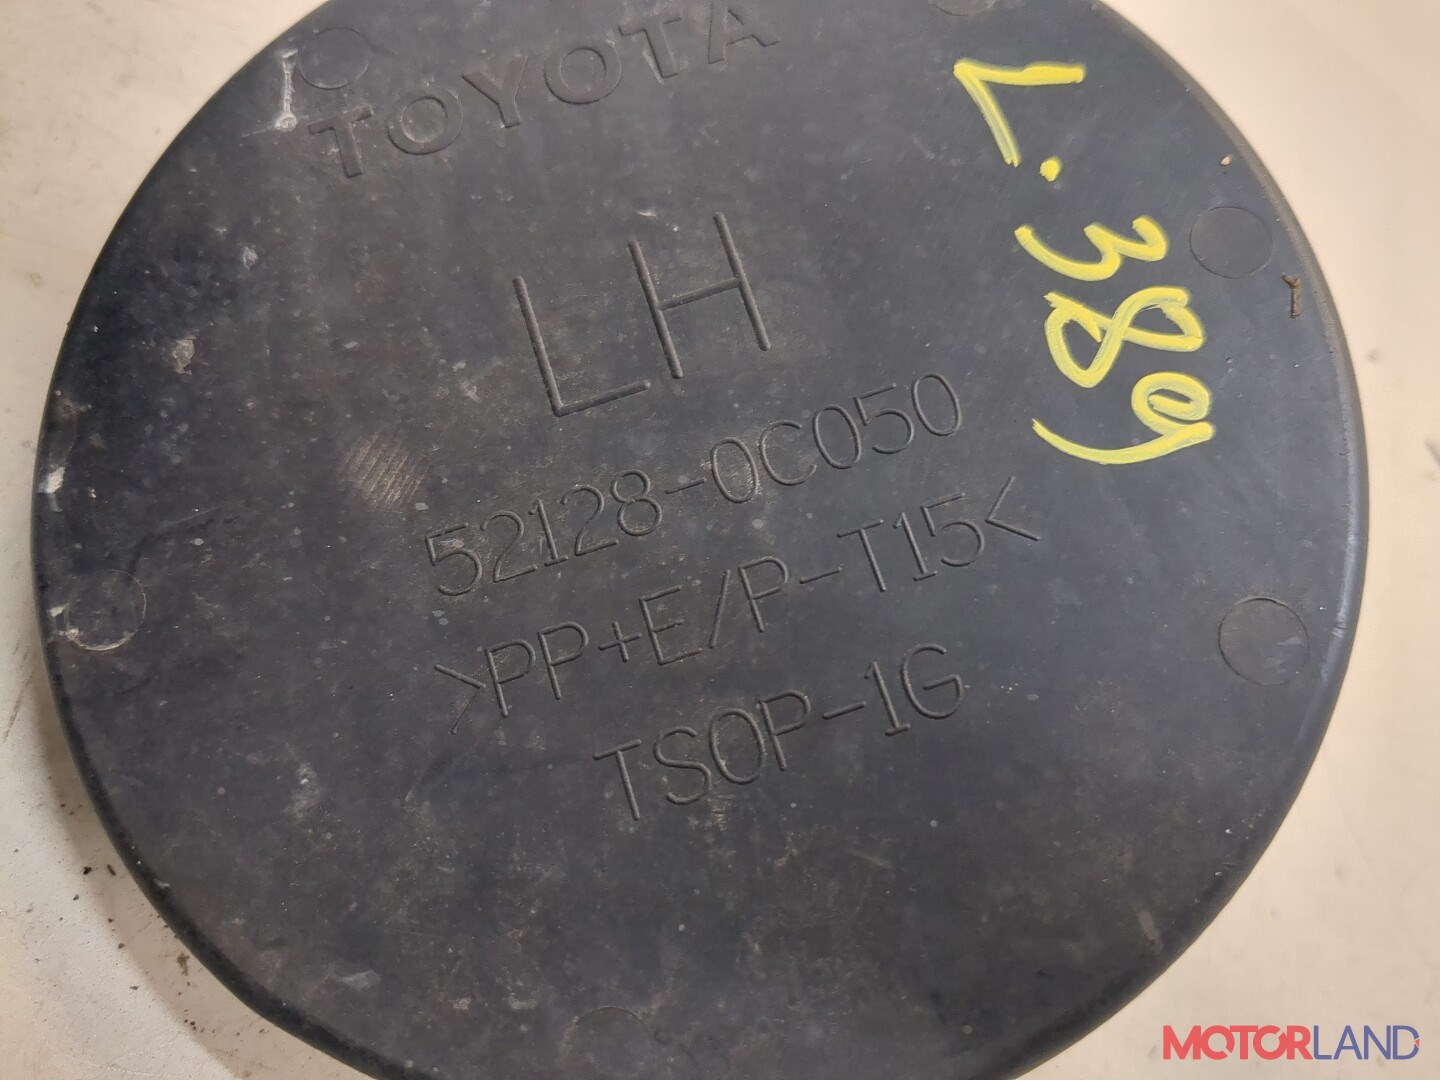 TOYOTA
LH
52128-0C050
>PP+E/P-T15<
TSOP-1G
L.389
MOTORLAND